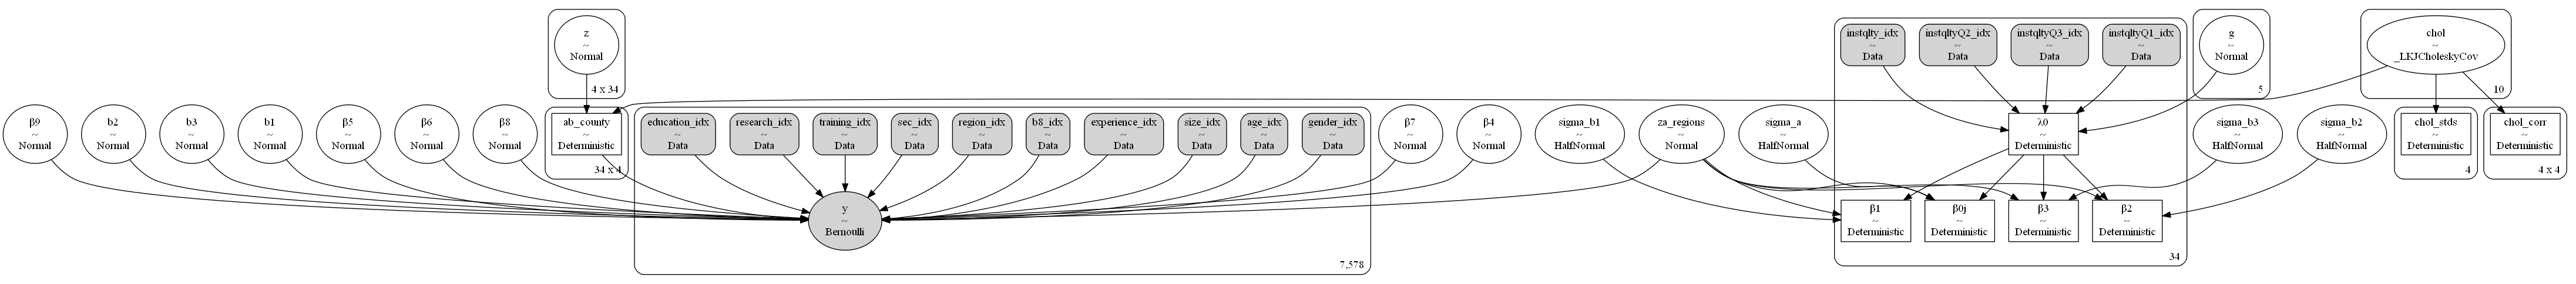 z
~
Normal
4 x 34
instqlty_idx
~
Data
instqltyQ2_idx
~
Data
instqltyQ3_idx
~
Data
instqltyQ1_idx
~
Data
g
~
Normal
5
chol
~
_LKJCholeskyCov
10
β9
~
Normal
b2
~
Normal
b3
~
Normal
b1
~
Normal
β5
~
Normal
β6
~
Normal
β8
~
Normal
ab_county
~
Deterministic
34 x 4
education_idx
~
Data
research_idx
~
Data
training_idx
~
Data
sec_idx
~
Data
region_idx
~
Data
b8_idx
~
Data
experience_idx
~
Data
size_idx
~
Data
age_idx
~
Data
gender_idx
~
Data
β7
~
Normal
β4
~
Normal
sigma_b1
~
HalfNormal
za_regions
~
Normal
sigma_a
~
HalfNormal
λ0
~
Deterministic
sigma_b3
~
HalfNormal
sigma_b2
~
HalfNormal
chol_stds
~
Deterministic
4
chol_corr
~
Deterministic
4 x 4
y
~
Bernoulli
7,578
β1
~
Deterministic
β0j
~
Deterministic
β3
~
Deterministic
β2
~
Deterministic
34